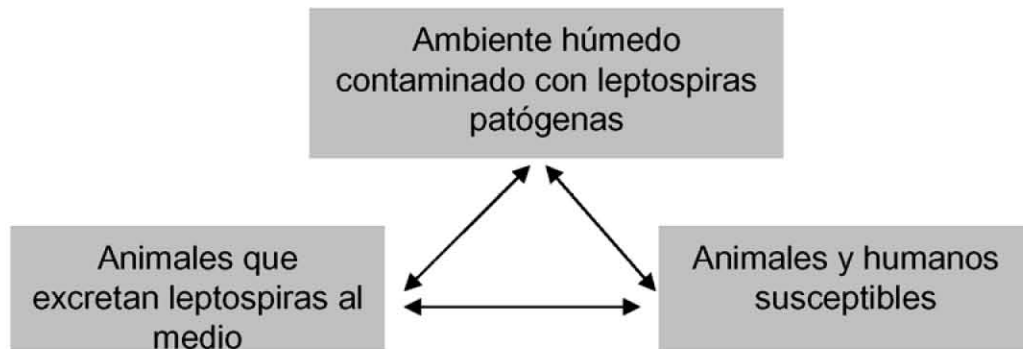 Ambiente húmedo
contaminado con leptospiras
patógenas
Animales que
excretan leptospiras al
medio
Animales y humanos
susceptibles